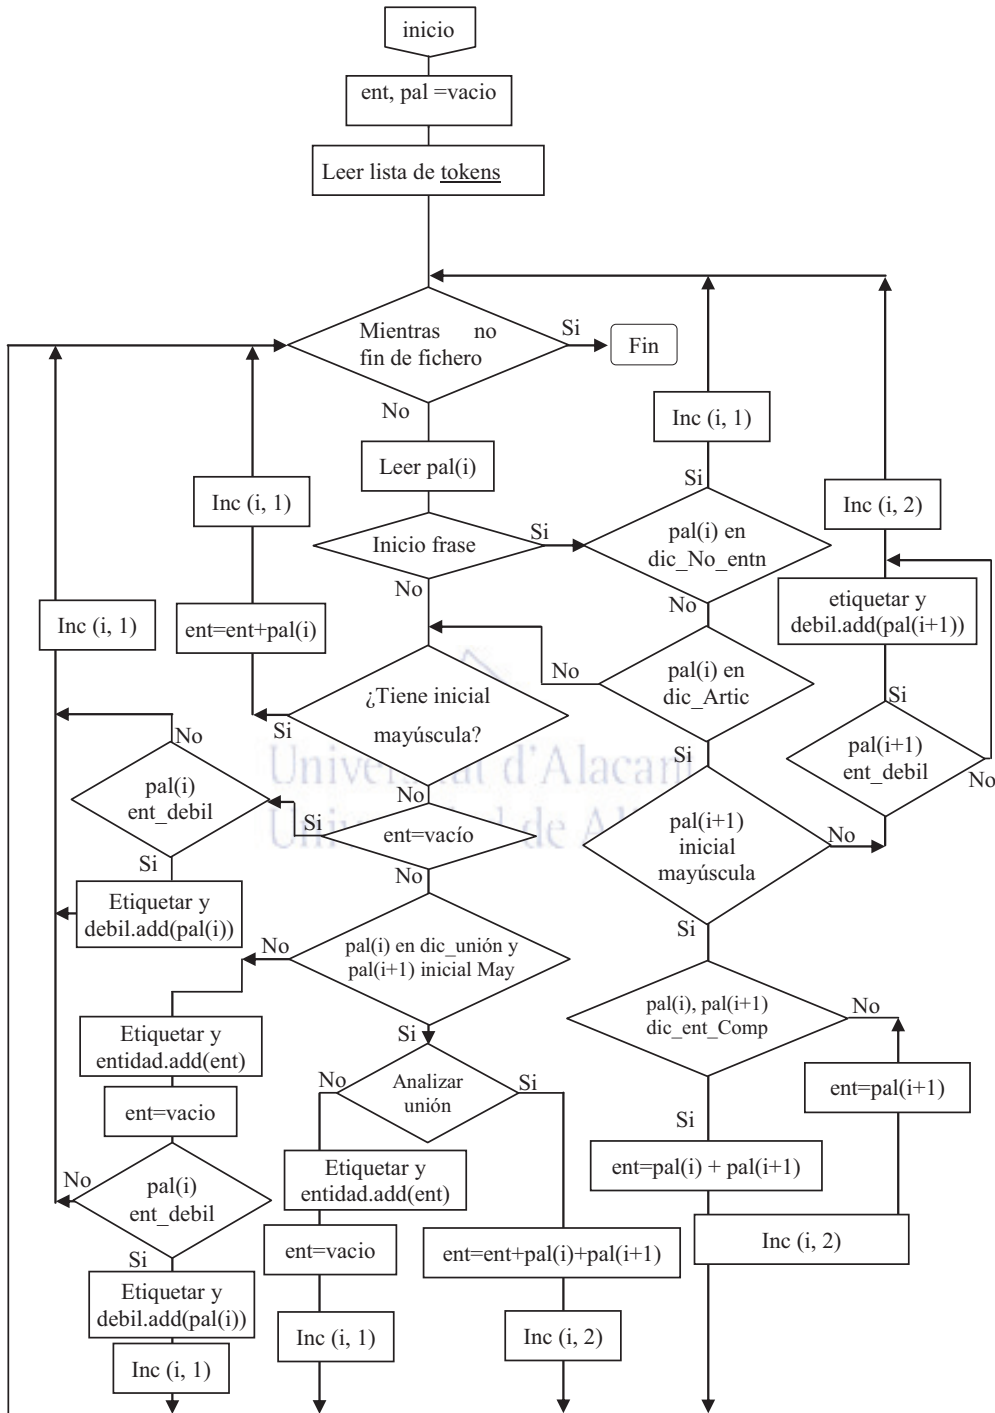 inicio
ent, pal =vacio
Leer lista de tokens
Mientras no
fin de fichero
Si
Fin
No
Leer pal(i)
Inicio frase
Si
No
Inc (i, 1)
Si
pal(i) en
dic_No_entn
No
pal(i) en
dic_Artic
No
Si
Inc (i, 2)
etiquetar y
debil.add(pal(i+1))
Si
pal(i+1)
ent_debil
No
pal(i+1)
inicial
mayúscula
No
Si
pal(i), pal(i+1)
dic_ent_Comp
No
ent=pal(i+1)
Si
ent=pal(i) + pal(i+1)
Inc (i, 2)
¿Tiene inicial
mayúscula?
Si
ent=ent+pal(i)
Inc (i, 1)
No
ent=vacío
Si
pal(i)
ent_debil
No
Inc (i, 1)
Si
Etiquetar y
debil.add(pal(i))
No
pal(i) en dic_unión y
pal(i+1) inicial May
No
Etiquetar y
entidad.add(ent)
ent=vacio
pal(i)
ent_debil
No
Si
Etiquetar y
debil.add(pal(i))
Inc (i, 1)
Si
Analizar
unión
No
Etiquetar y
entidad.add(ent)
ent=vacio
Inc (i, 1)
Si
ent=ent+pal(i)+pal(i+1)
Inc (i, 2)